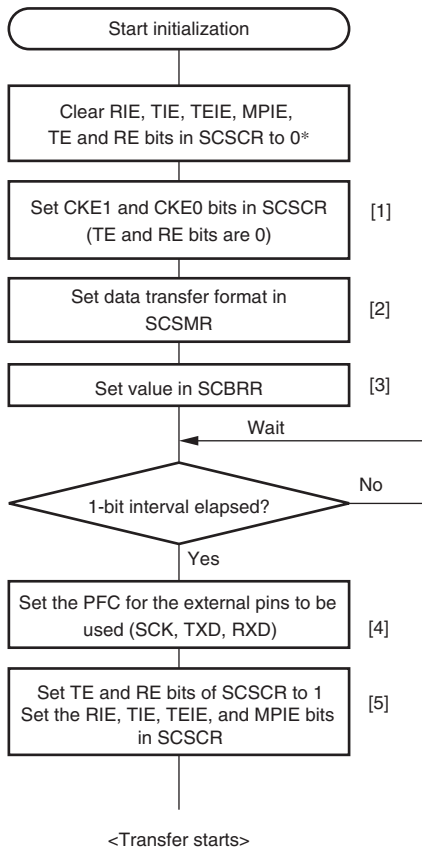 Start initialization
Clear RIE, TIE, TEIE, MPIE,
TE and RE bits in SCSCR to 0*
Set CKE1 and CKE0 bits in SCSCR
(TE and RE bits are 0)
[1]
Set data transfer format in
SCSMR
[2]
Set value in SCBRR
[3]
Wait
1-bit interval elapsed?
No
Yes
Set the PFC for the external pins to be
used (SCK, TXD, RXD)
[4]
Set TE and RE bits of SCSCR to 1
Set the RIE, TIE, TEIE, and MPIE bits
in SCSCR
[5]
<Transfer starts>